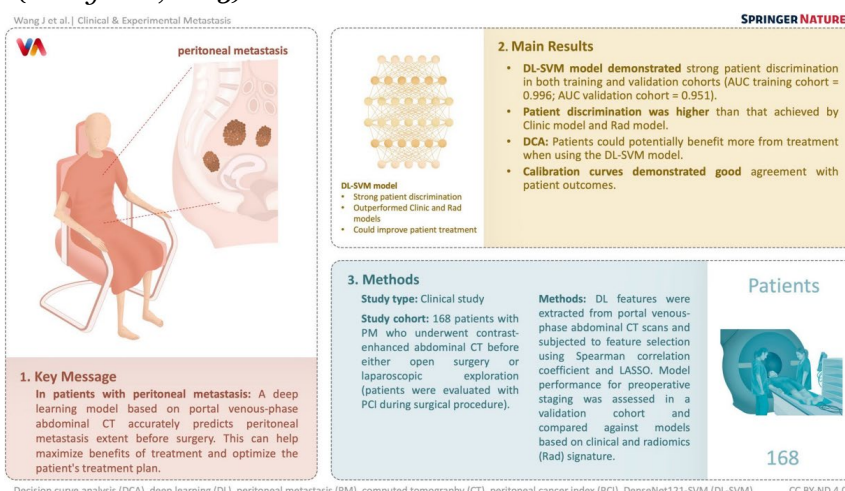 Wang J et al.| Clinical & Experimental Metastasis
SPRINGER NATURE
VA
peritoneal metastasis
1. Key Message
In patients with peritoneal metastasis: A deep
learning model based on portal venous-phase
abdominal CT accurately predicts peritoneal
metastasis extent before surgery. This can help
maximize benefits of treatment and optimize the
patient's treatment plan.
DL-SVM model
• Strong patient discrimination
• Outperformed Clinic and Rad
models
• Could improve patient treatment
2. Main Results
• DL-SVM model demonstrated strong patient discrimination
in both training and validation cohorts (AUC training cohort =
0.996; AUC validation cohort = 0.951).
• Patient discrimination was higher than that achieved by
Clinic model and Rad model.
• DCA: Patients could potentially benefit more from treatment
when using the DL-SVM model.
• Calibration curves demonstrated good agreement with
patient outcomes.
3. Methods
Study type: Clinical study
Study cohort: 168 patients with
PM who underwent contrast-
enhanced abdominal CT before
either open surgery or
laparoscopic exploration
(patients were evaluated with
PCI during surgical procedure).
Methods: DL features were
extracted from portal venous-
phase abdominal CT scans and
subjected to feature selection
using Spearman correlation
coefficient and LASSO. Model
performance for preoperative
staging was assessed in a
validation cohort and
compared against models
based on clinical and radiomics
(Rad) signature.
Patients
168
Decision curve analysis (DCA), deep learning (DL), peritoneal metastasis (PM), computed tomography (CT), peritoneal cancer index (PCI), DenseNet121-SVM (DL-SVM)
CC BY-ND 4.0